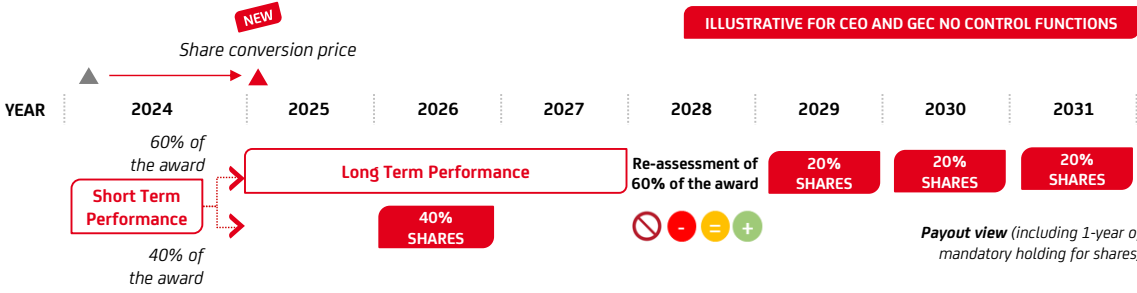 NEW
ILLUSTRATIVE FOR CEO AND GEC NO CONTROL FUNCTIONS
Share conversion price
YEAR 2024 2025 2026 2027 2028 2029 2030 2031
60% of
the award
Short Term
Performance
40% of
the award
Long Term Performance
40%
SHARES
Re-assessment of
60% of the award
- = +
20%
SHARES
20%
SHARES
20%
SHARES
Payout view (including 1-year of
mandatory holding for shares)